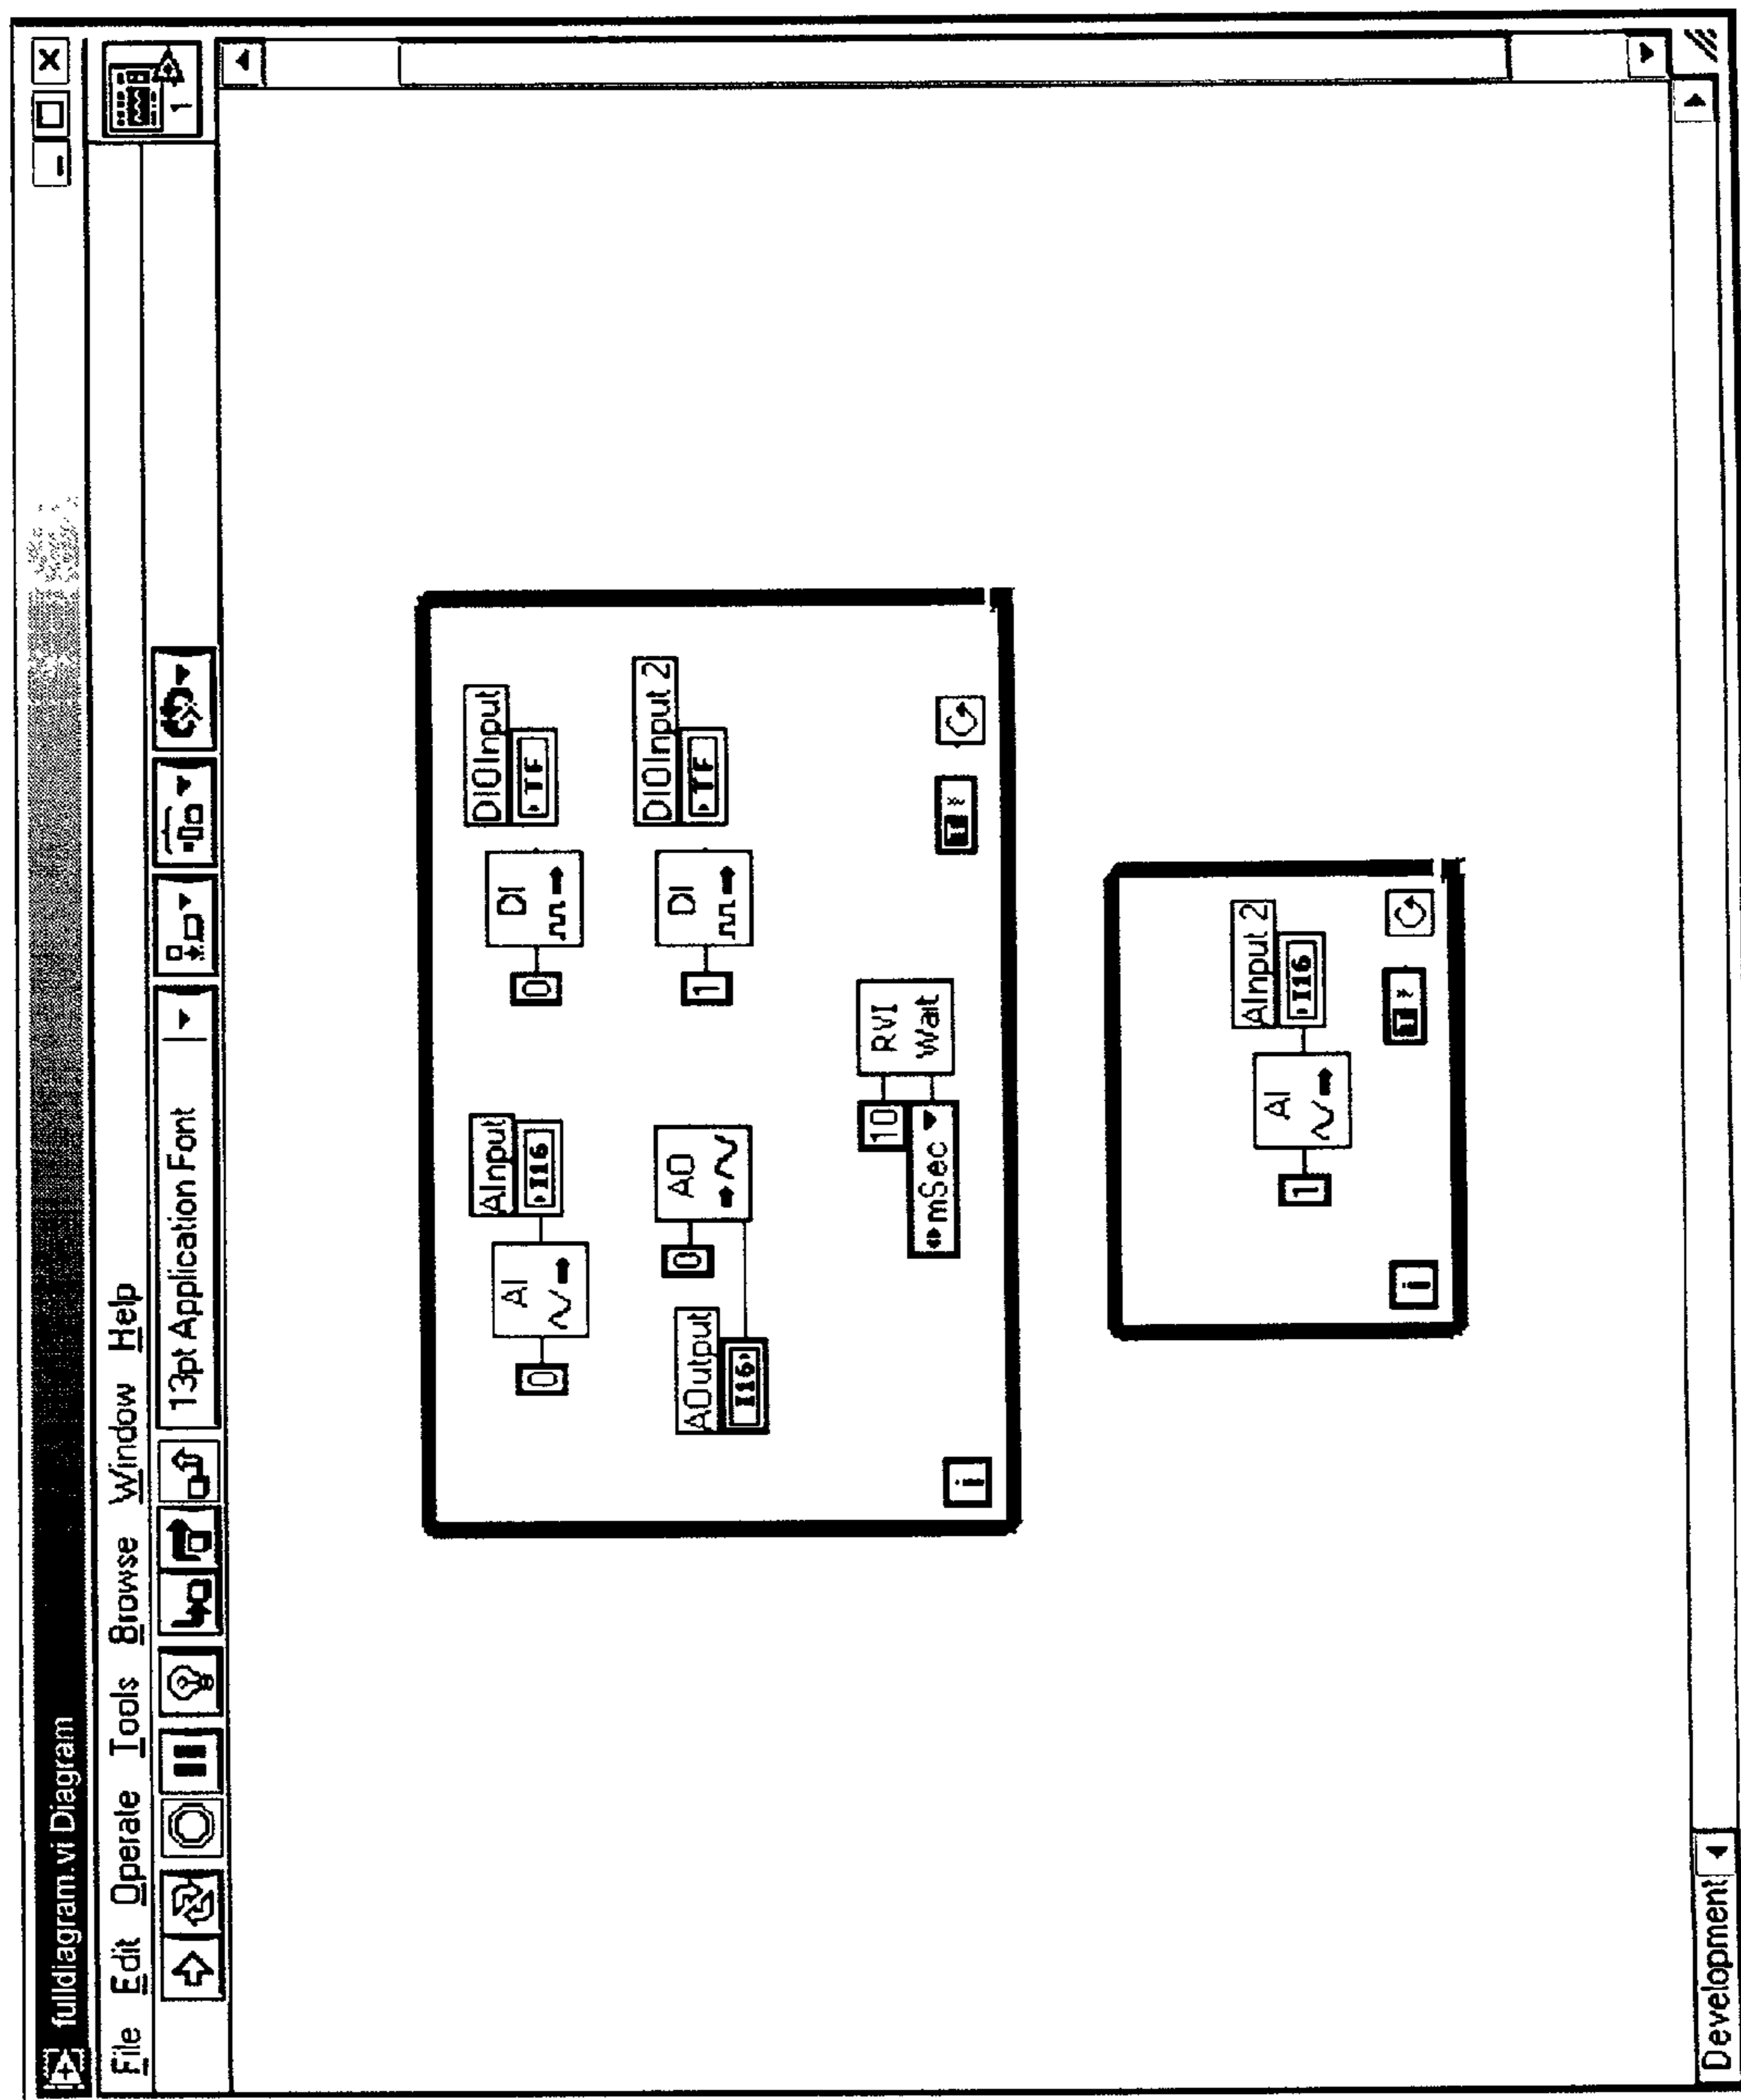 fulldiagram.vi Diagram
File Edit Operate Tools Browse Window Help
13pt Application Font
1
AInput
0 AI I16
DIOInput
0 DI TF
AOutput
I16
0 AO
DIOInput 2
1 DI TF
10 RVI
mSec Wait
i T
AInput 2
1 AI I16
i T
Development